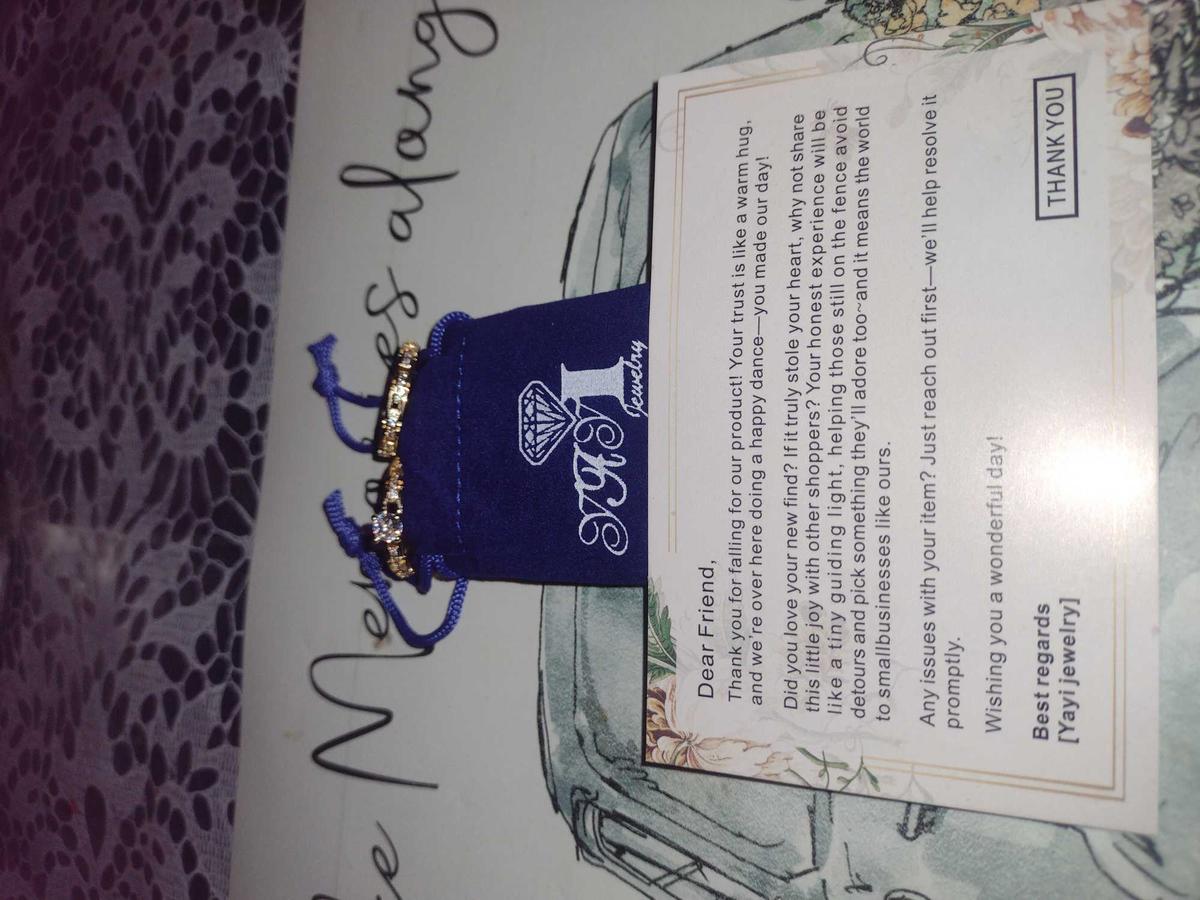 Memories along
YAYI
Jewelry
Dear Friend,
Thank you for falling for our product! Your trust is like a warm hug,
and we're over here doing a happy dance—you made our day!
Did you love your new find? If it truly stole your heart, why not share
this little joy with other shoppers? Your honest experience will be
like a tiny guiding light, helping those still on the fence avoid
detours and pick something they'll adore too~and it means the world
to smallbusinesses like ours.
Any issues with your item? Just reach out first—we'll help resolve it
promptly.
Wishing you a wonderful day!
Best regards
[Yayi jewelry]
THANK YOU